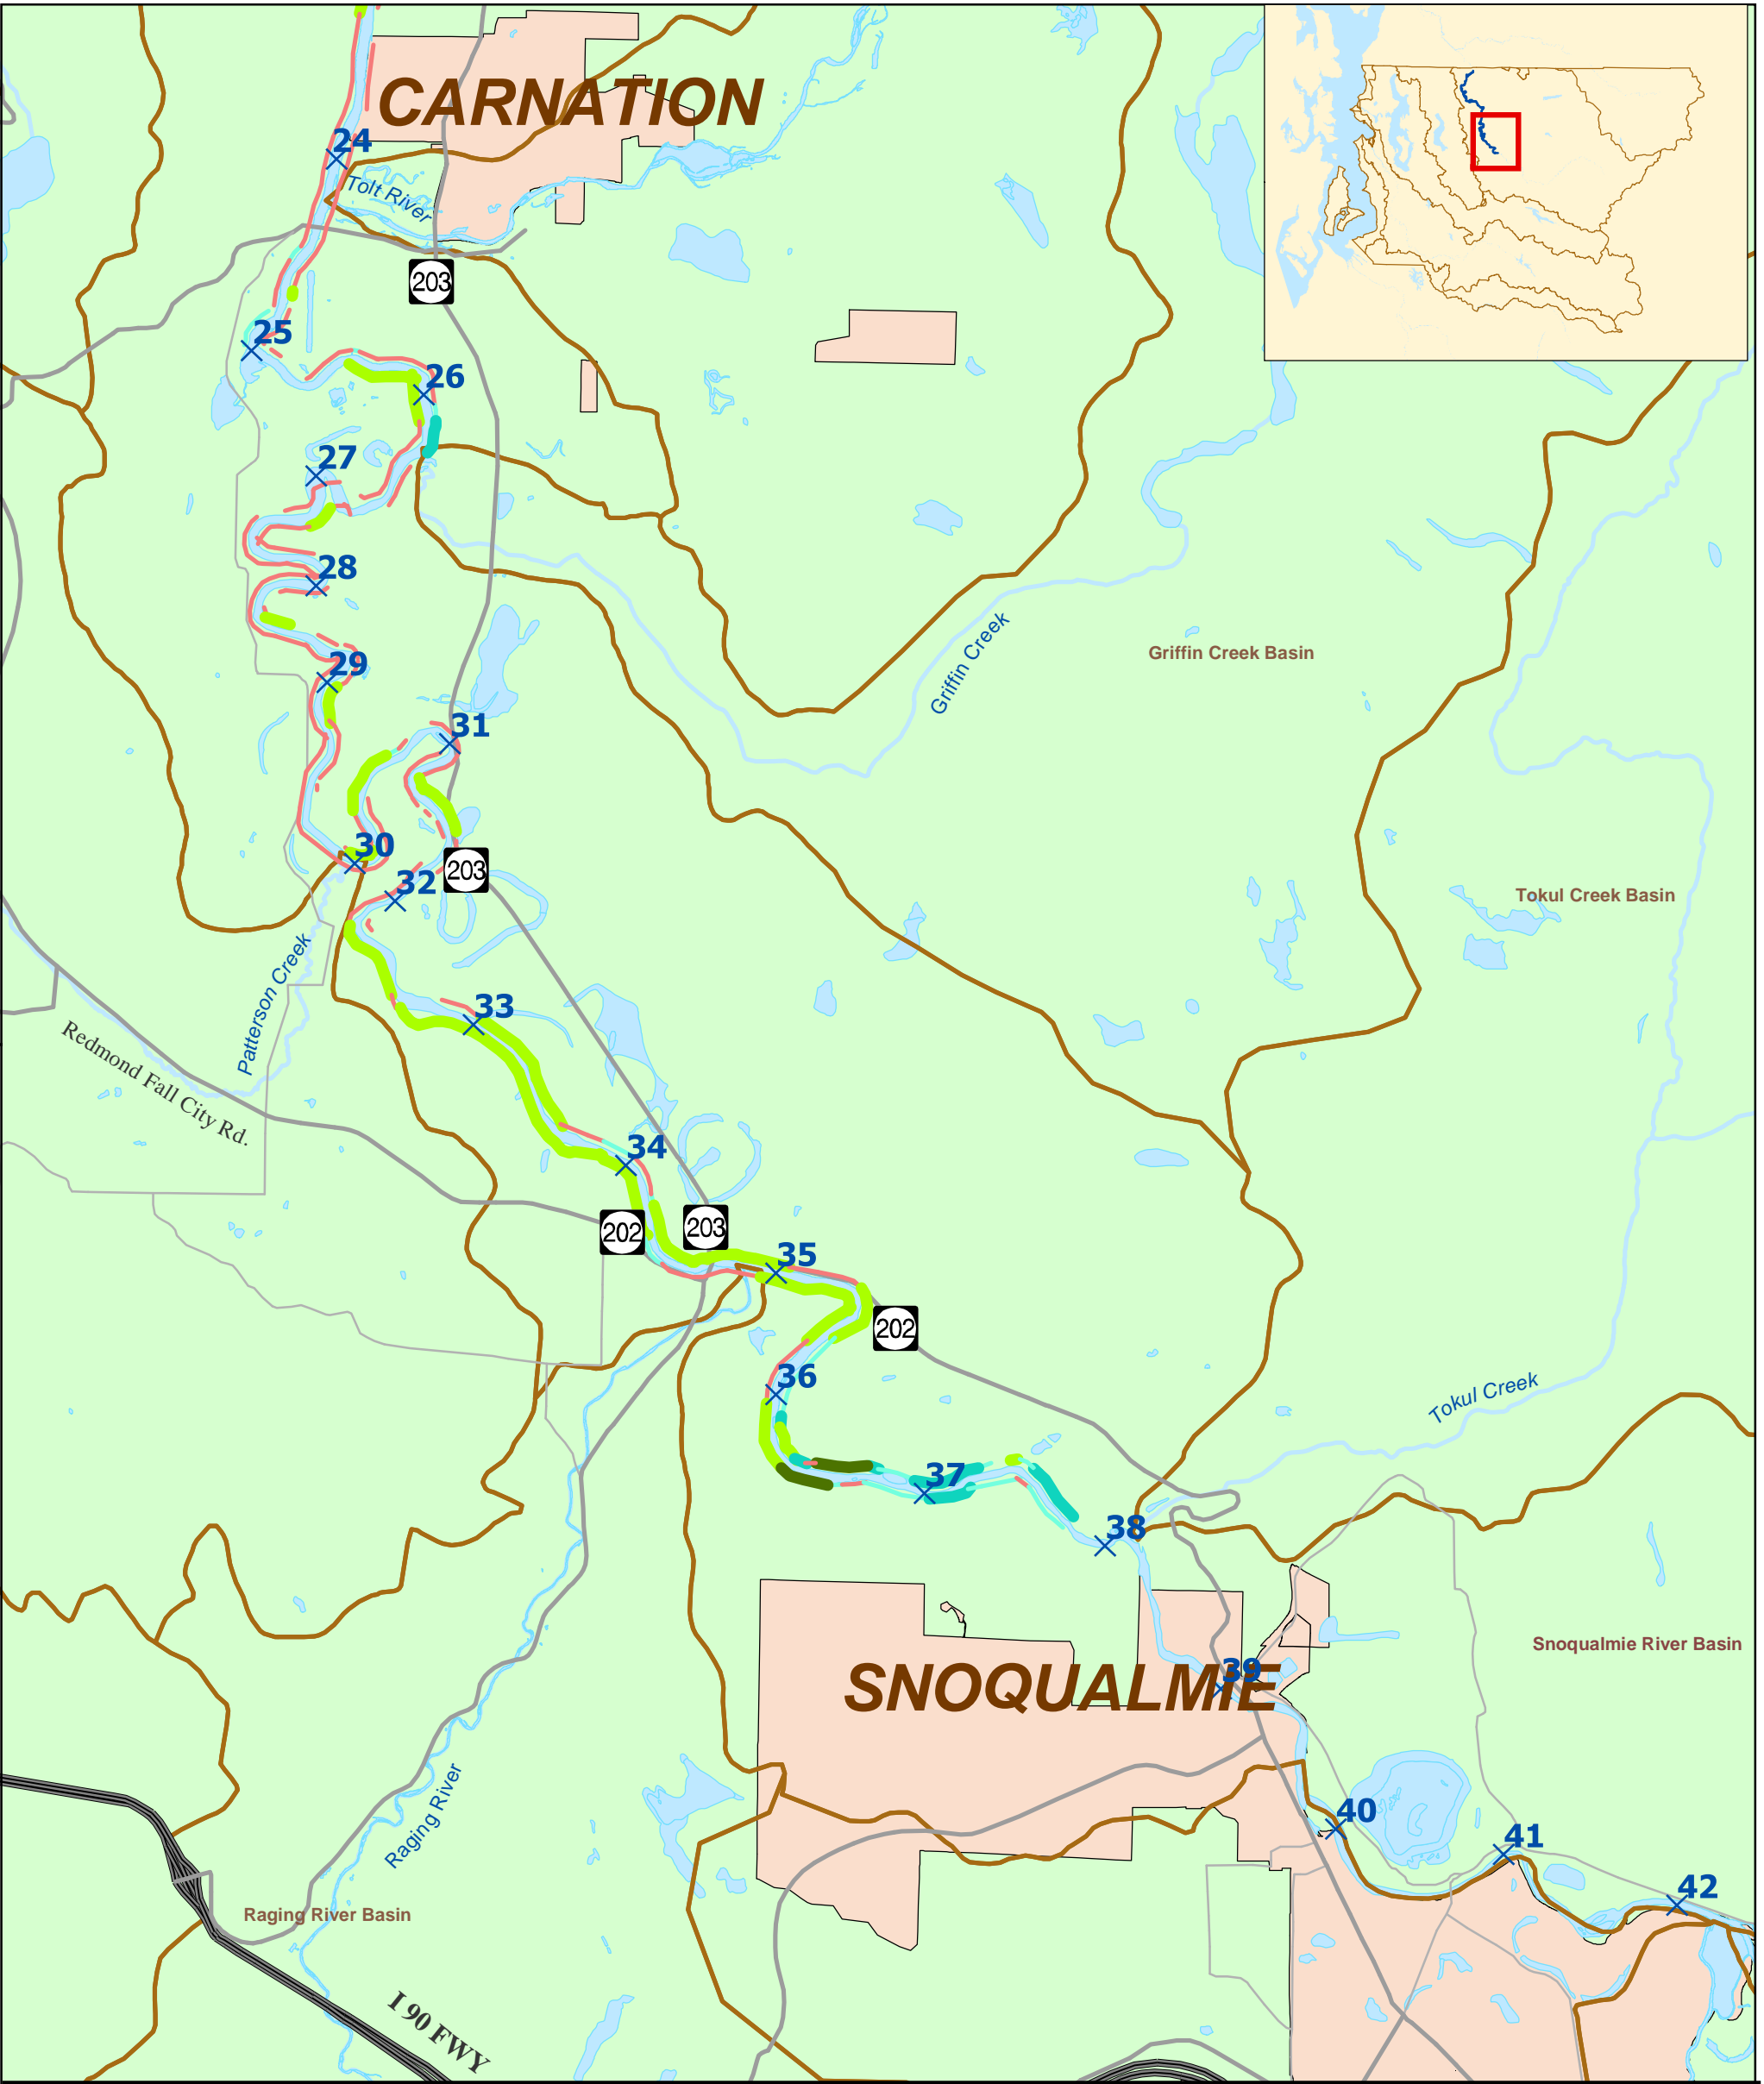 CARNATION
24
Tolt River
203
25
26
27
28
29
Griffin Creek
Griffin Creek Basin
31
30
203
32
Tokul Creek Basin
Patterson Creek
33
Redmond Fall City Rd.
34
202
203
35
202
36
Tokul Creek
37
38
Snoqualmie River Basin
39
SNOQUALMIE
40
41
Raging River
42
Raging River Basin
I 90 FWY